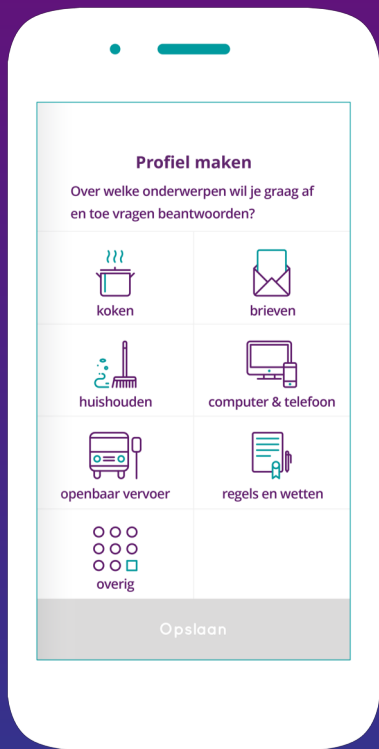 Profiel maken
Over welke onderwerpen wil je graag af
en toe vragen beantwoorden?
koken
brieven
huishouden
computer & telefoon
openbaar vervoer
regels en wetten
overig
Opslaan